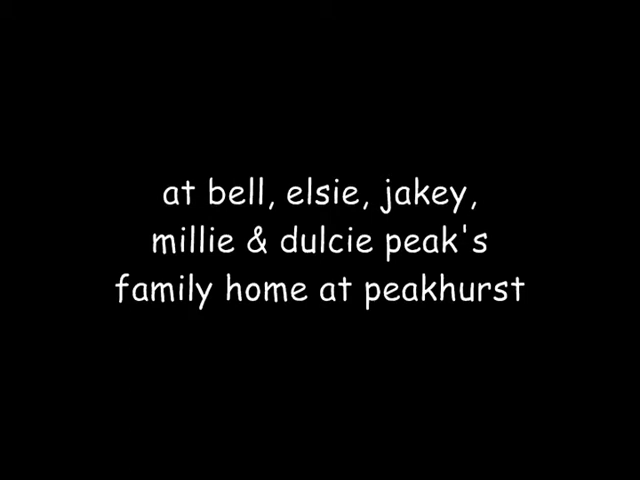 at bell, elsie, jakey,
millie & dulcie peak's
family home at peakhurst